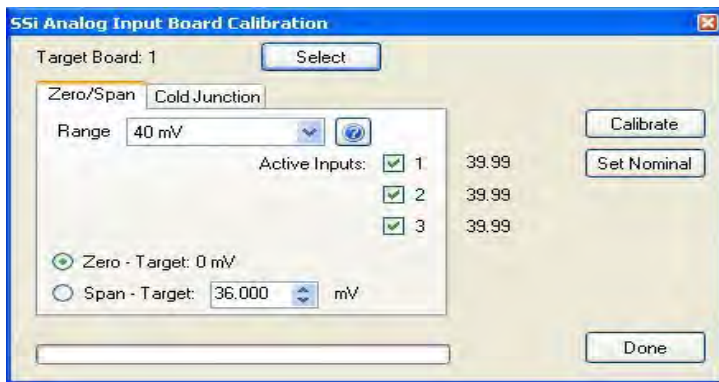 SSi Analog Input Board Calibration
Target Board: 1 Select
Zero/Span Cold Junction
Range 40 mV
Calibrate
Active Inputs: 1 39.99 Set Nominal
2 39.99
3 39.99
Zero - Target: 0 mV
Span - Target: 36.000 mV
Done